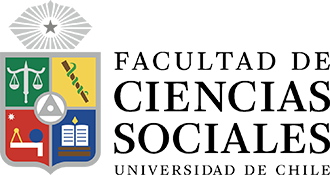 FACULTAD DE
CIENCIAS
SOCIALES
UNIVERSIDAD DE CHILE